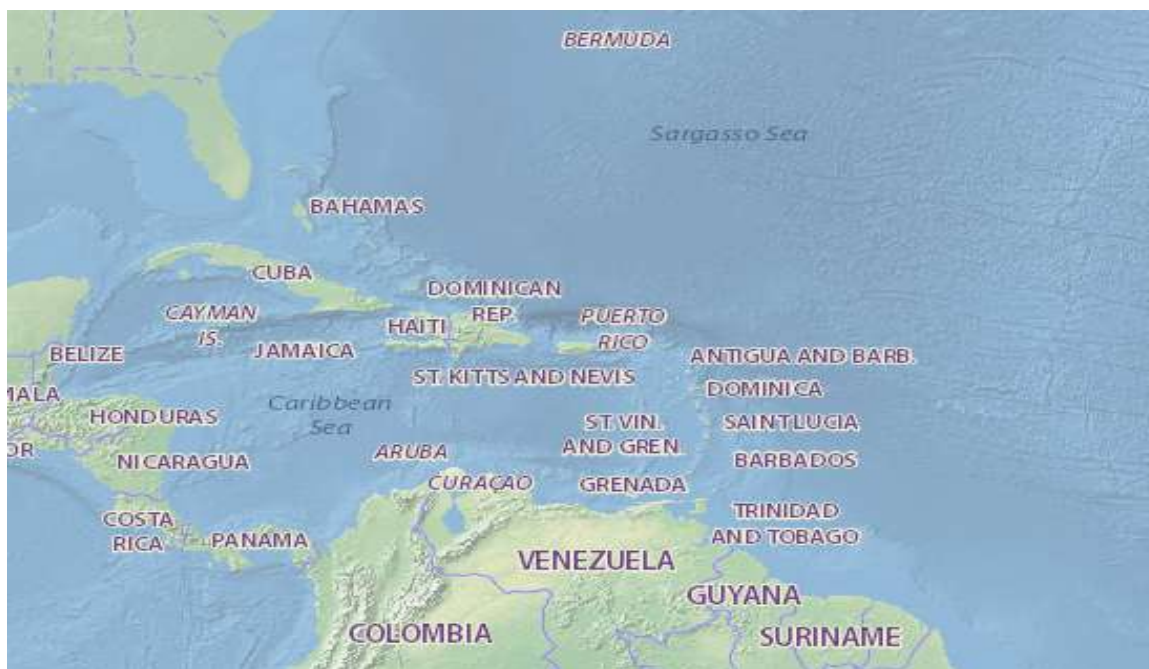 BERMUDA
Sargasso Sea
BAHAMAS
CUBA
DOMINICAN
REP.
CAYMAN
IS.
HAITI
PUERTO
RICO
JAMAICA
BELIZE
ANTIGUA AND BARB.
ST. KITTS AND NEVIS
DOMINICA
MALA
Caribbean
Sea
HONDURAS
ST VIN.
AND GREN.
SAINT LUCIA
OR
NICARAGUA
ARUBA
BARBADOS
CURAÇAO
GRENADA
COSTA
RICA
TRINIDAD
AND TOBAGO
PANAMA
VENEZUELA
GUYANA
COLOMBIA
SURINAME